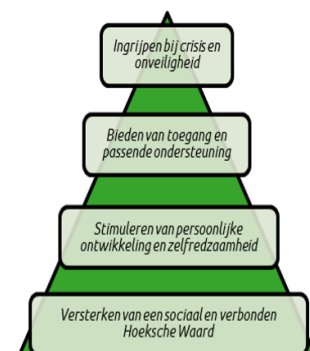 Ingrijpen bij crisis en
onveiligheid
Bieden van toegang en
passende ondersteuning
Stimuleren van persoonlijke
ontwikkeling en zelfredzaamheid
Versterken van een sociaal en verbonden
Hoeksche Waard